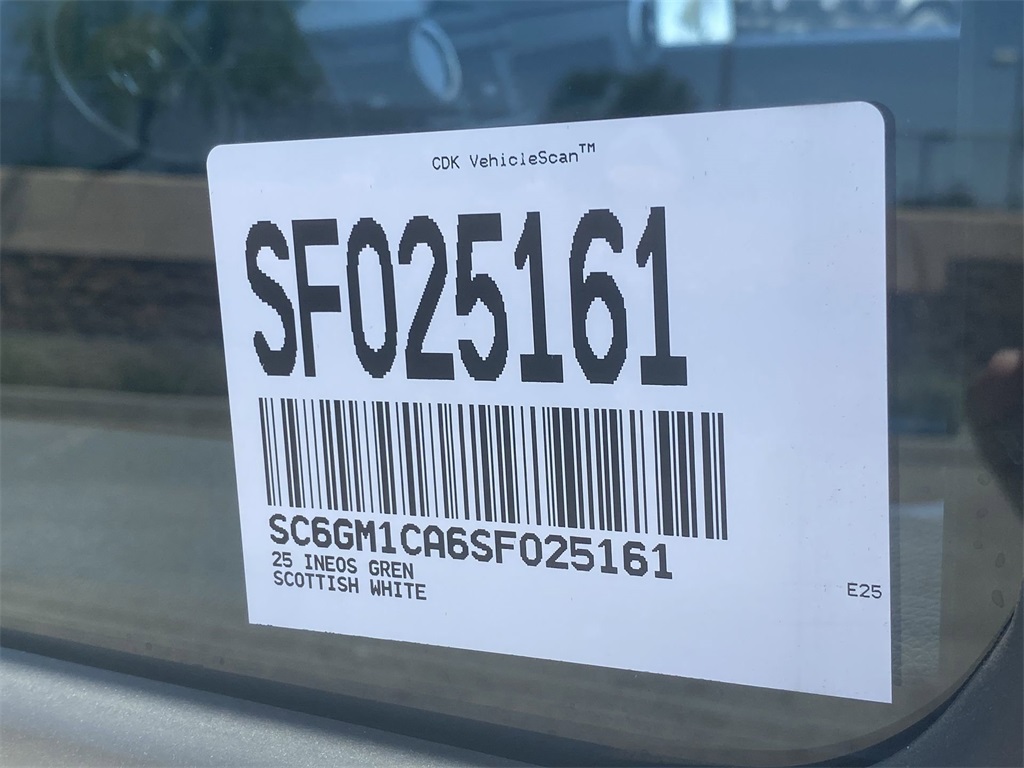 CDK VehicleScan™
SF025161
SC6GM1CA6SF025161
25 INEOS GREN
SCOTTISH WHITE
E25